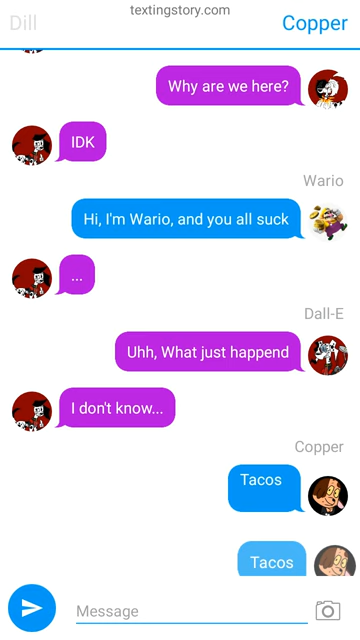 textingstory.com
Dill
Copper
Why are we here?
IDK
Wario
Hi, I'm Wario, and you all suck
...
Dall-E
Uhh, What just happend
I don't know...
Copper
Tacos
Tacos
Message